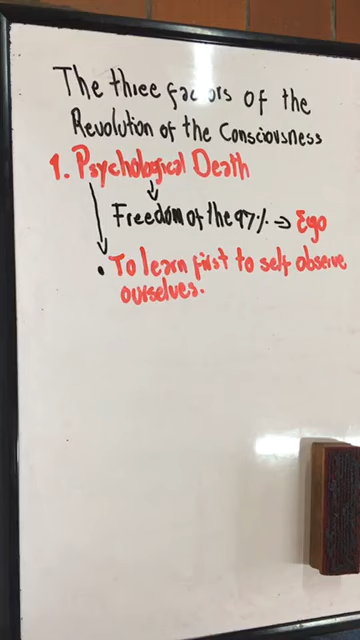 The three factors of the
Revolution of the Consciousness
1. Psychological Death
Freedom of the 97% → Ego
• To learn first to self observe
ourselves.